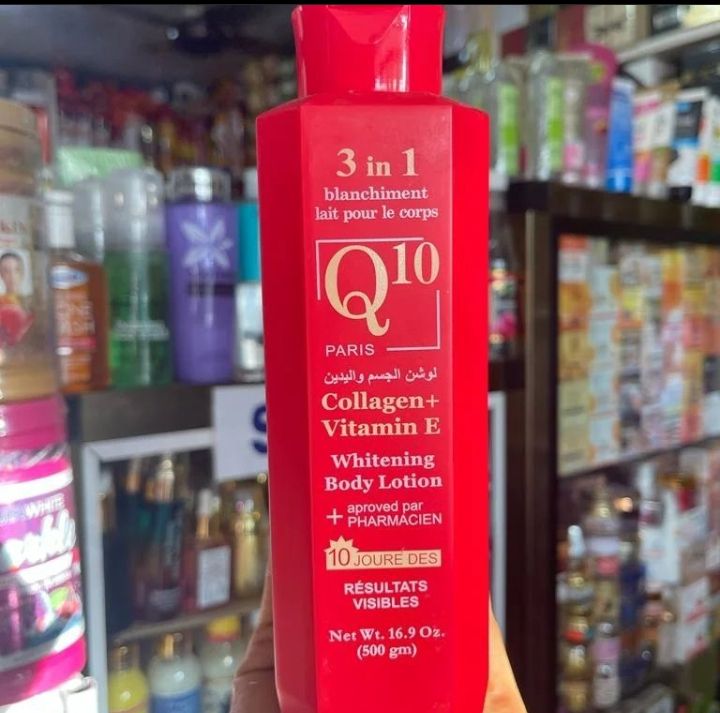 3 in 1
blanchiment
lait pour le corps
Q10
PARIS
لوشن الجسم واليدين
Collagen+
Vitamin E
Whitening
Body Lotion
+ aproved par
PHARMACIEN
10 JOURE DES
RÉSULTATS
VISIBLES
Net Wt. 16.9 Oz.
(500 gm)
WHITE